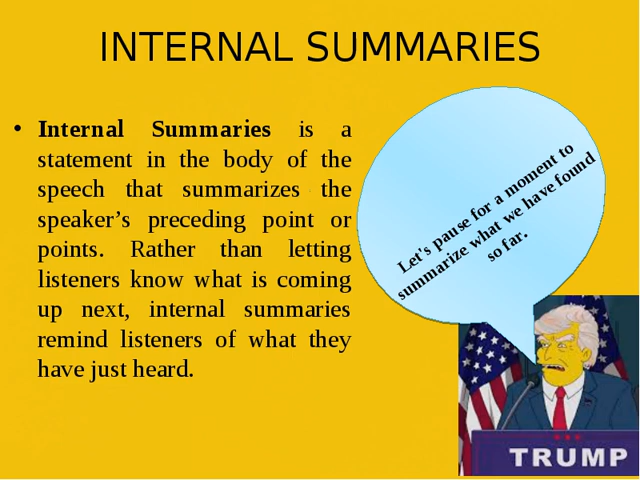 INTERNAL SUMMARIES
• Internal Summaries is a
statement in the body of the
speech that summarizes the
speaker’s preceding point or
points. Rather than letting
listeners know what is coming
up next, internal summaries
remind listeners of what they
have just heard.
Let’s pause for a moment to
summarize what we have found
so far.
TRUMP